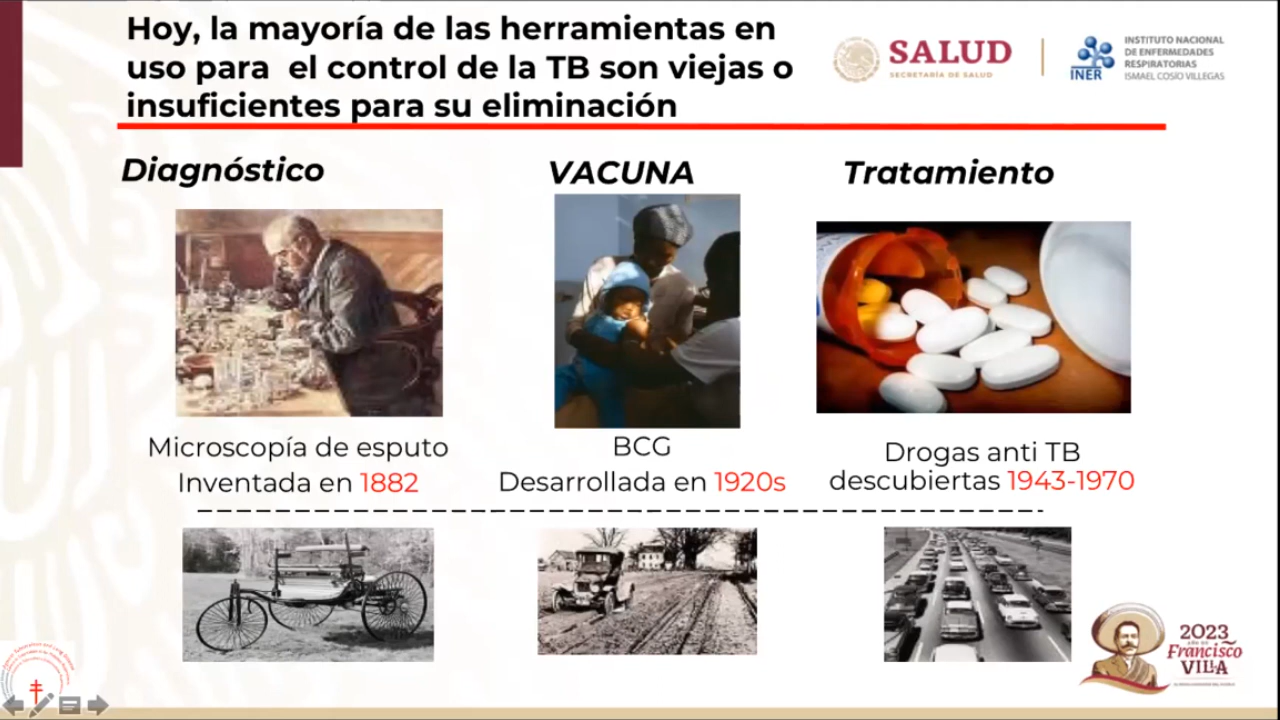 Hoy, la mayoría de las herramientas en
uso para el control de la TB son viejas o
insuficientes para su eliminación
SALUD
SECRETARÍA DE SALUD
INER
INSTITUTO NACIONAL
DE ENFERMEDADES
RESPIRATORIAS
ISMAEL COSÍO VILLEGAS
Diagnóstico
VACUNA
Tratamiento
Microscopía de esputo
Inventada en 1882
BCG
Desarrollada en 1920s
Drogas anti TB
descubiertas 1943-1970
2023
Francisco
VILLA